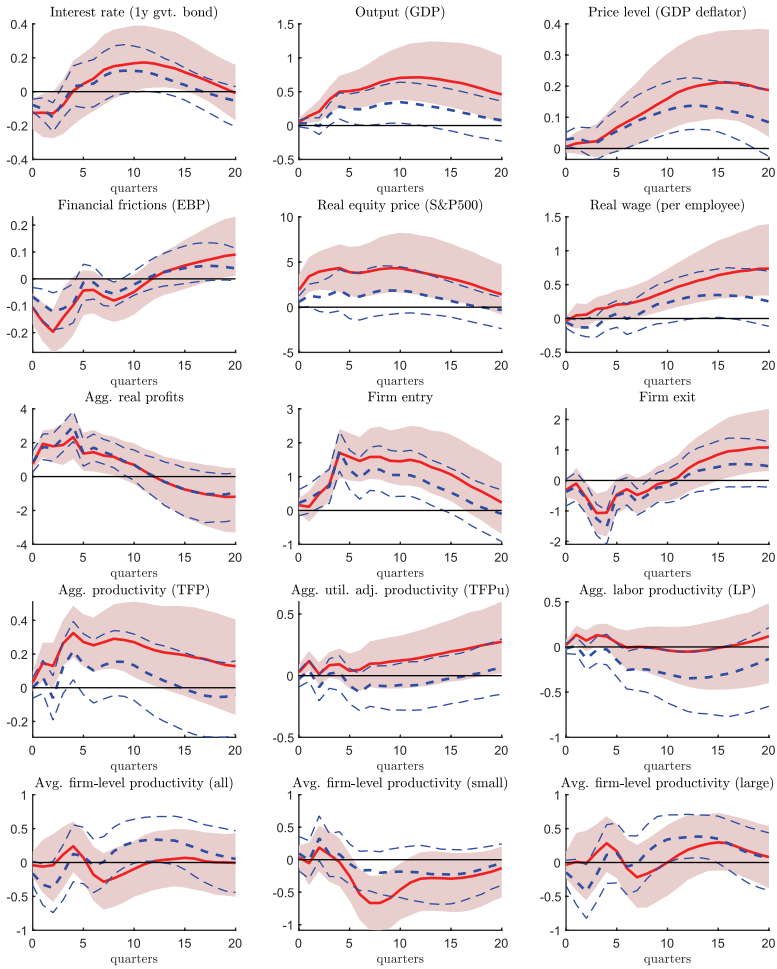 Interest rate (1y gvt. bond)
Output (GDP)
Price level (GDP deflator)
0.4
0.2
0
-0.2
-0.4
0 5 10 15 20
quarters
1.5
1
0.5
0
-0.5
0 5 10 15 20
quarters
0.4
0.3
0.2
0.1
0
0 5 10 15 20
quarters
Financial frictions (EBP)
Real equity price (S&P500)
Real wage (per employee)
0.2
0.1
0
-0.1
-0.2
0 5 10 15 20
quarters
10
5
0
-5
0 5 10 15 20
quarters
1.5
1
0.5
0
-0.5
0 5 10 15 20
quarters
Agg. real profits
Firm entry
Firm exit
4
2
0
-2
-4
0 5 10 15 20
quarters
3
2
1
0
-1
0 5 10 15 20
quarters
2
1
0
-1
-2
0 5 10 15 20
quarters
Agg. productivity (TFP)
Agg. util. adj. productivity (TFPu)
Agg. labor productivity (LP)
0.4
0.2
0
-0.2
0 5 10 15 20
quarters
0.5
0
-0.5
0 5 10 15 20
quarters
0.5
0
-0.5
-1
0 5 10 15 20
quarters
Avg. firm-level productivity (all)
Avg. firm-level productivity (small)
Avg. firm-level productivity (large)
1
0.5
0
-0.5
-1
0 5 10 15 20
quarters
1
0.5
0
-0.5
-1
0 5 10 15 20
quarters
1
0.5
0
-0.5
-1
0 5 10 15 20
quarters